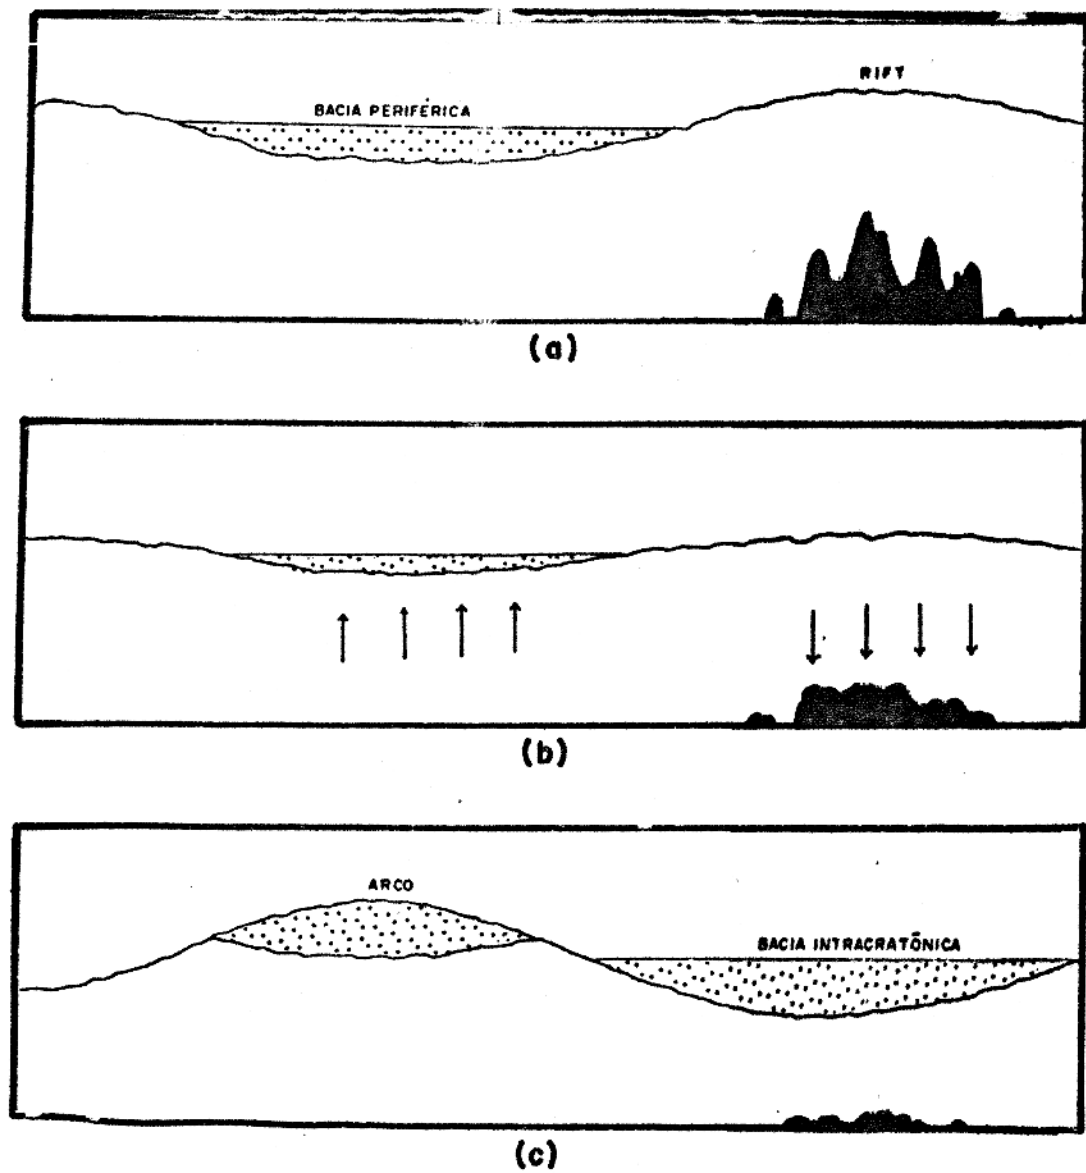 RIFT
BACIA PERIFÉRICA
(a)
(b)
ARCO
BACIA INTRACRATÔNICA
(c)